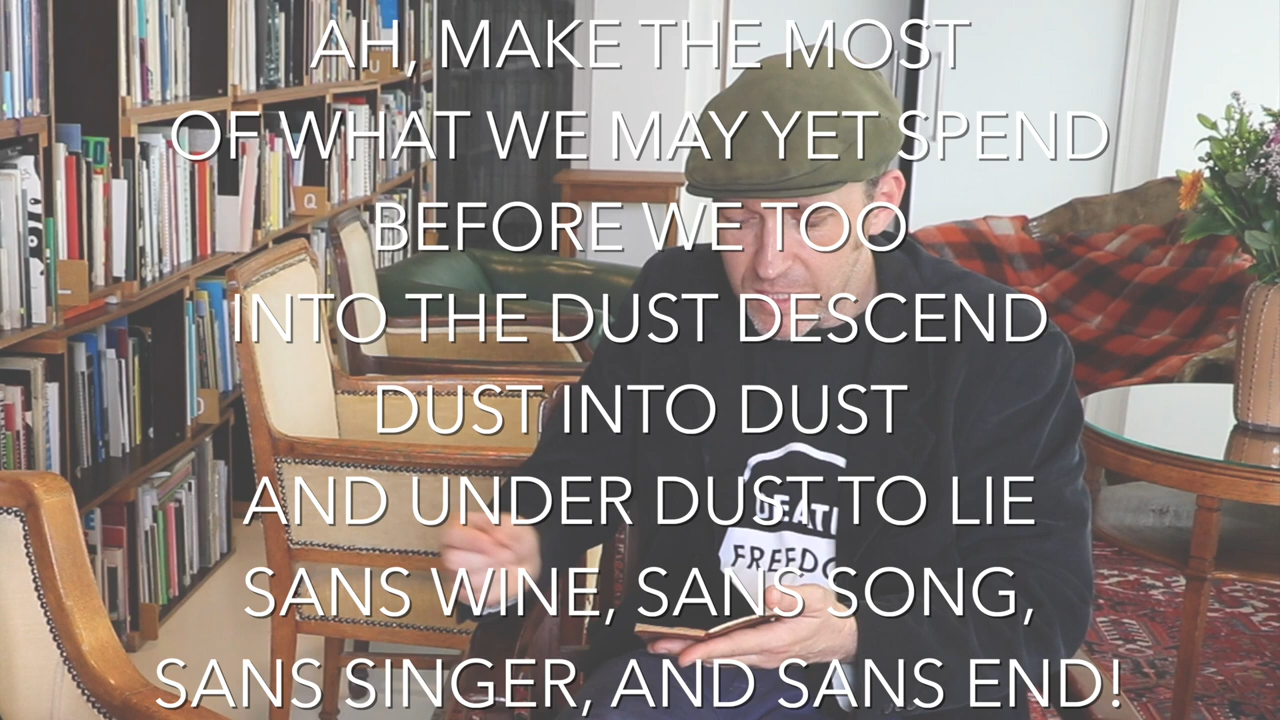 AH, MAKE THE MOST
OF WHAT WE MAY YET SPEND
BEFORE WE TOO
INTO THE DUST DESCEND
DUST INTO DUST
AND UNDER DUST TO LIE
SANS WINE, SANS SONG,
SANS SINGER, AND SANS END!
Q